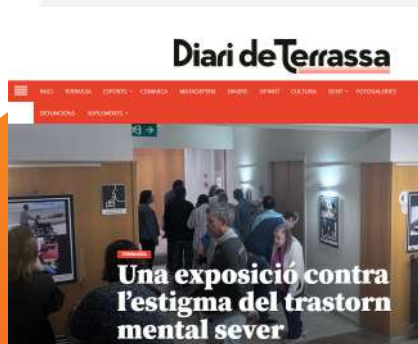 Diari de Terrassa
INICI TERRASSA ESPORTS COMARCA MATADEPERA DINERS OPINIÓ CULTURA GENT FOTOGALERIES
DEFUNCIONS SUPLEMENTS
TERRASSA
Una exposició contra
l'estigma del trastorn
mental sever